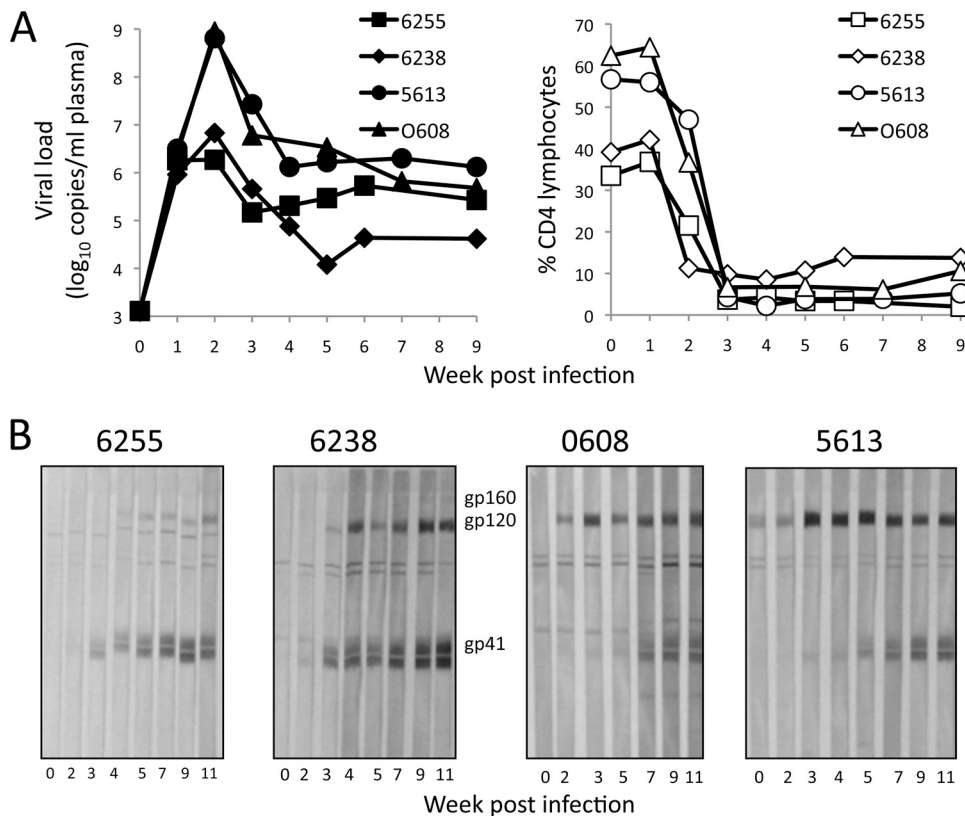 A
Viral load
(log10 copies/ml plasma)
9
8
7
6
5
4
3
0 1 2 3 4 5 6 7 9
6255
6238
5613
O608
% CD4 lymphocytes
70
60
50
40
30
20
10
0
0 1 2 3 4 5 6 7 9
6255
6238
5613
O608
Week post infection
B
6255
6238
0608
5613
gp160
gp120
gp41
0 2 3 4 5 7 9 11
0 2 3 4 5 7 9 11
0 2 3 5 7 9 11
0 2 3 4 5 7 9 11
Week post infection